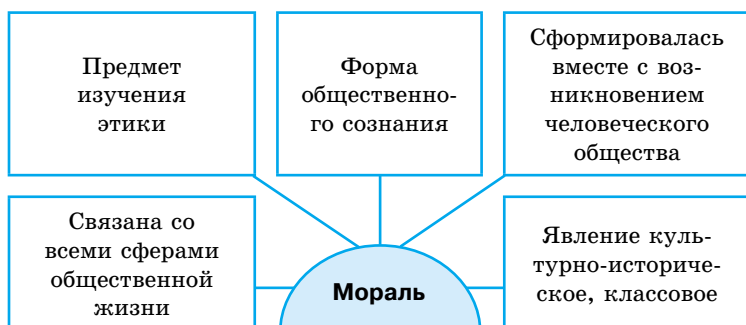 Предмет
изучения
этики
Форма
общественно-
го сознания
Сформировалась
вместе с воз-
никновением
человеческого
общества
Связана со
всеми сферами
общественной
жизни
Мораль
Явление куль-
турно-историче-
ское, классовое